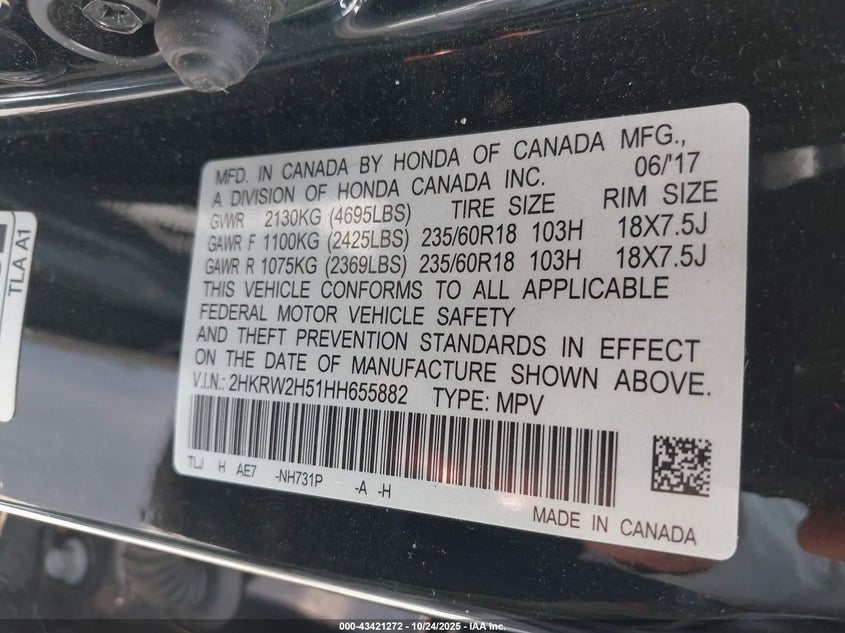 MFD. IN CANADA BY HONDA OF CANADA MFG.,
A DIVISION OF HONDA CANADA INC. 06/'17
GVWR 2130KG (4695LBS) TIRE SIZE RIM SIZE
GAWR F 1100KG (2425LBS) 235/60R18 103H 18X7.5J
GAWR R 1075KG (2369LBS) 235/60R18 103H 18X7.5J
THIS VEHICLE CONFORMS TO ALL APPLICABLE
FEDERAL MOTOR VEHICLE SAFETY
AND THEFT PREVENTION STANDARDS IN EFFECT
ON THE DATE OF MANUFACTURE SHOWN ABOVE.
V.I.N.: 2HKRW2H51HH655882 TYPE: MPV
TLJ H AE7 -NH731P -A -H
MADE IN CANADA
TLA A1
000-43421272 - 10/24/2025 - IAA Inc.